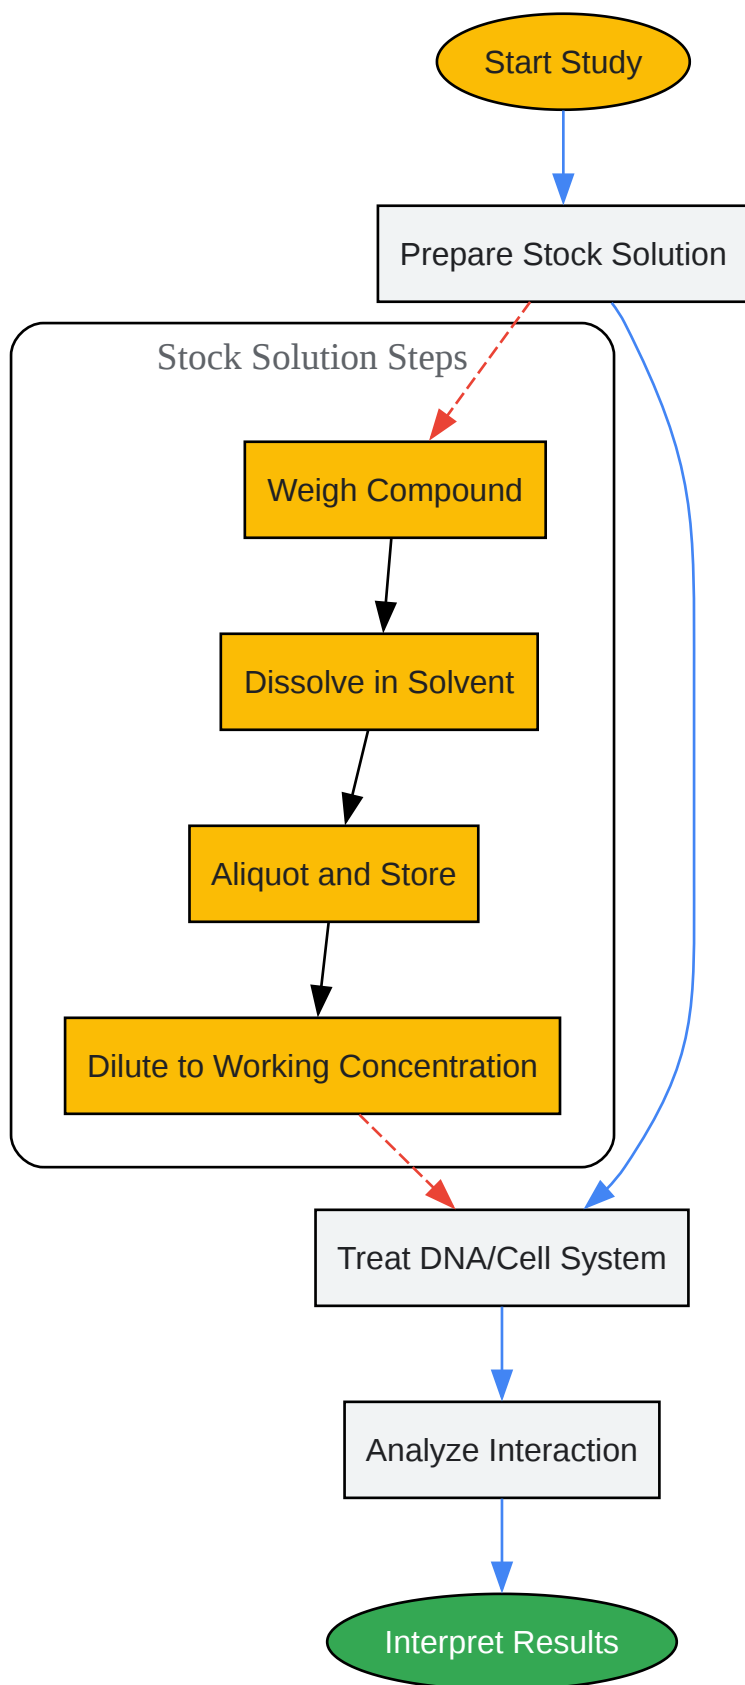 Start Study
Prepare Stock Solution
Stock Solution Steps
Weigh Compound
Dissolve in Solvent
Aliquot and Store
Dilute to Working Concentration
Treat DNA/Cell System
Analyze Interaction
Interpret Results